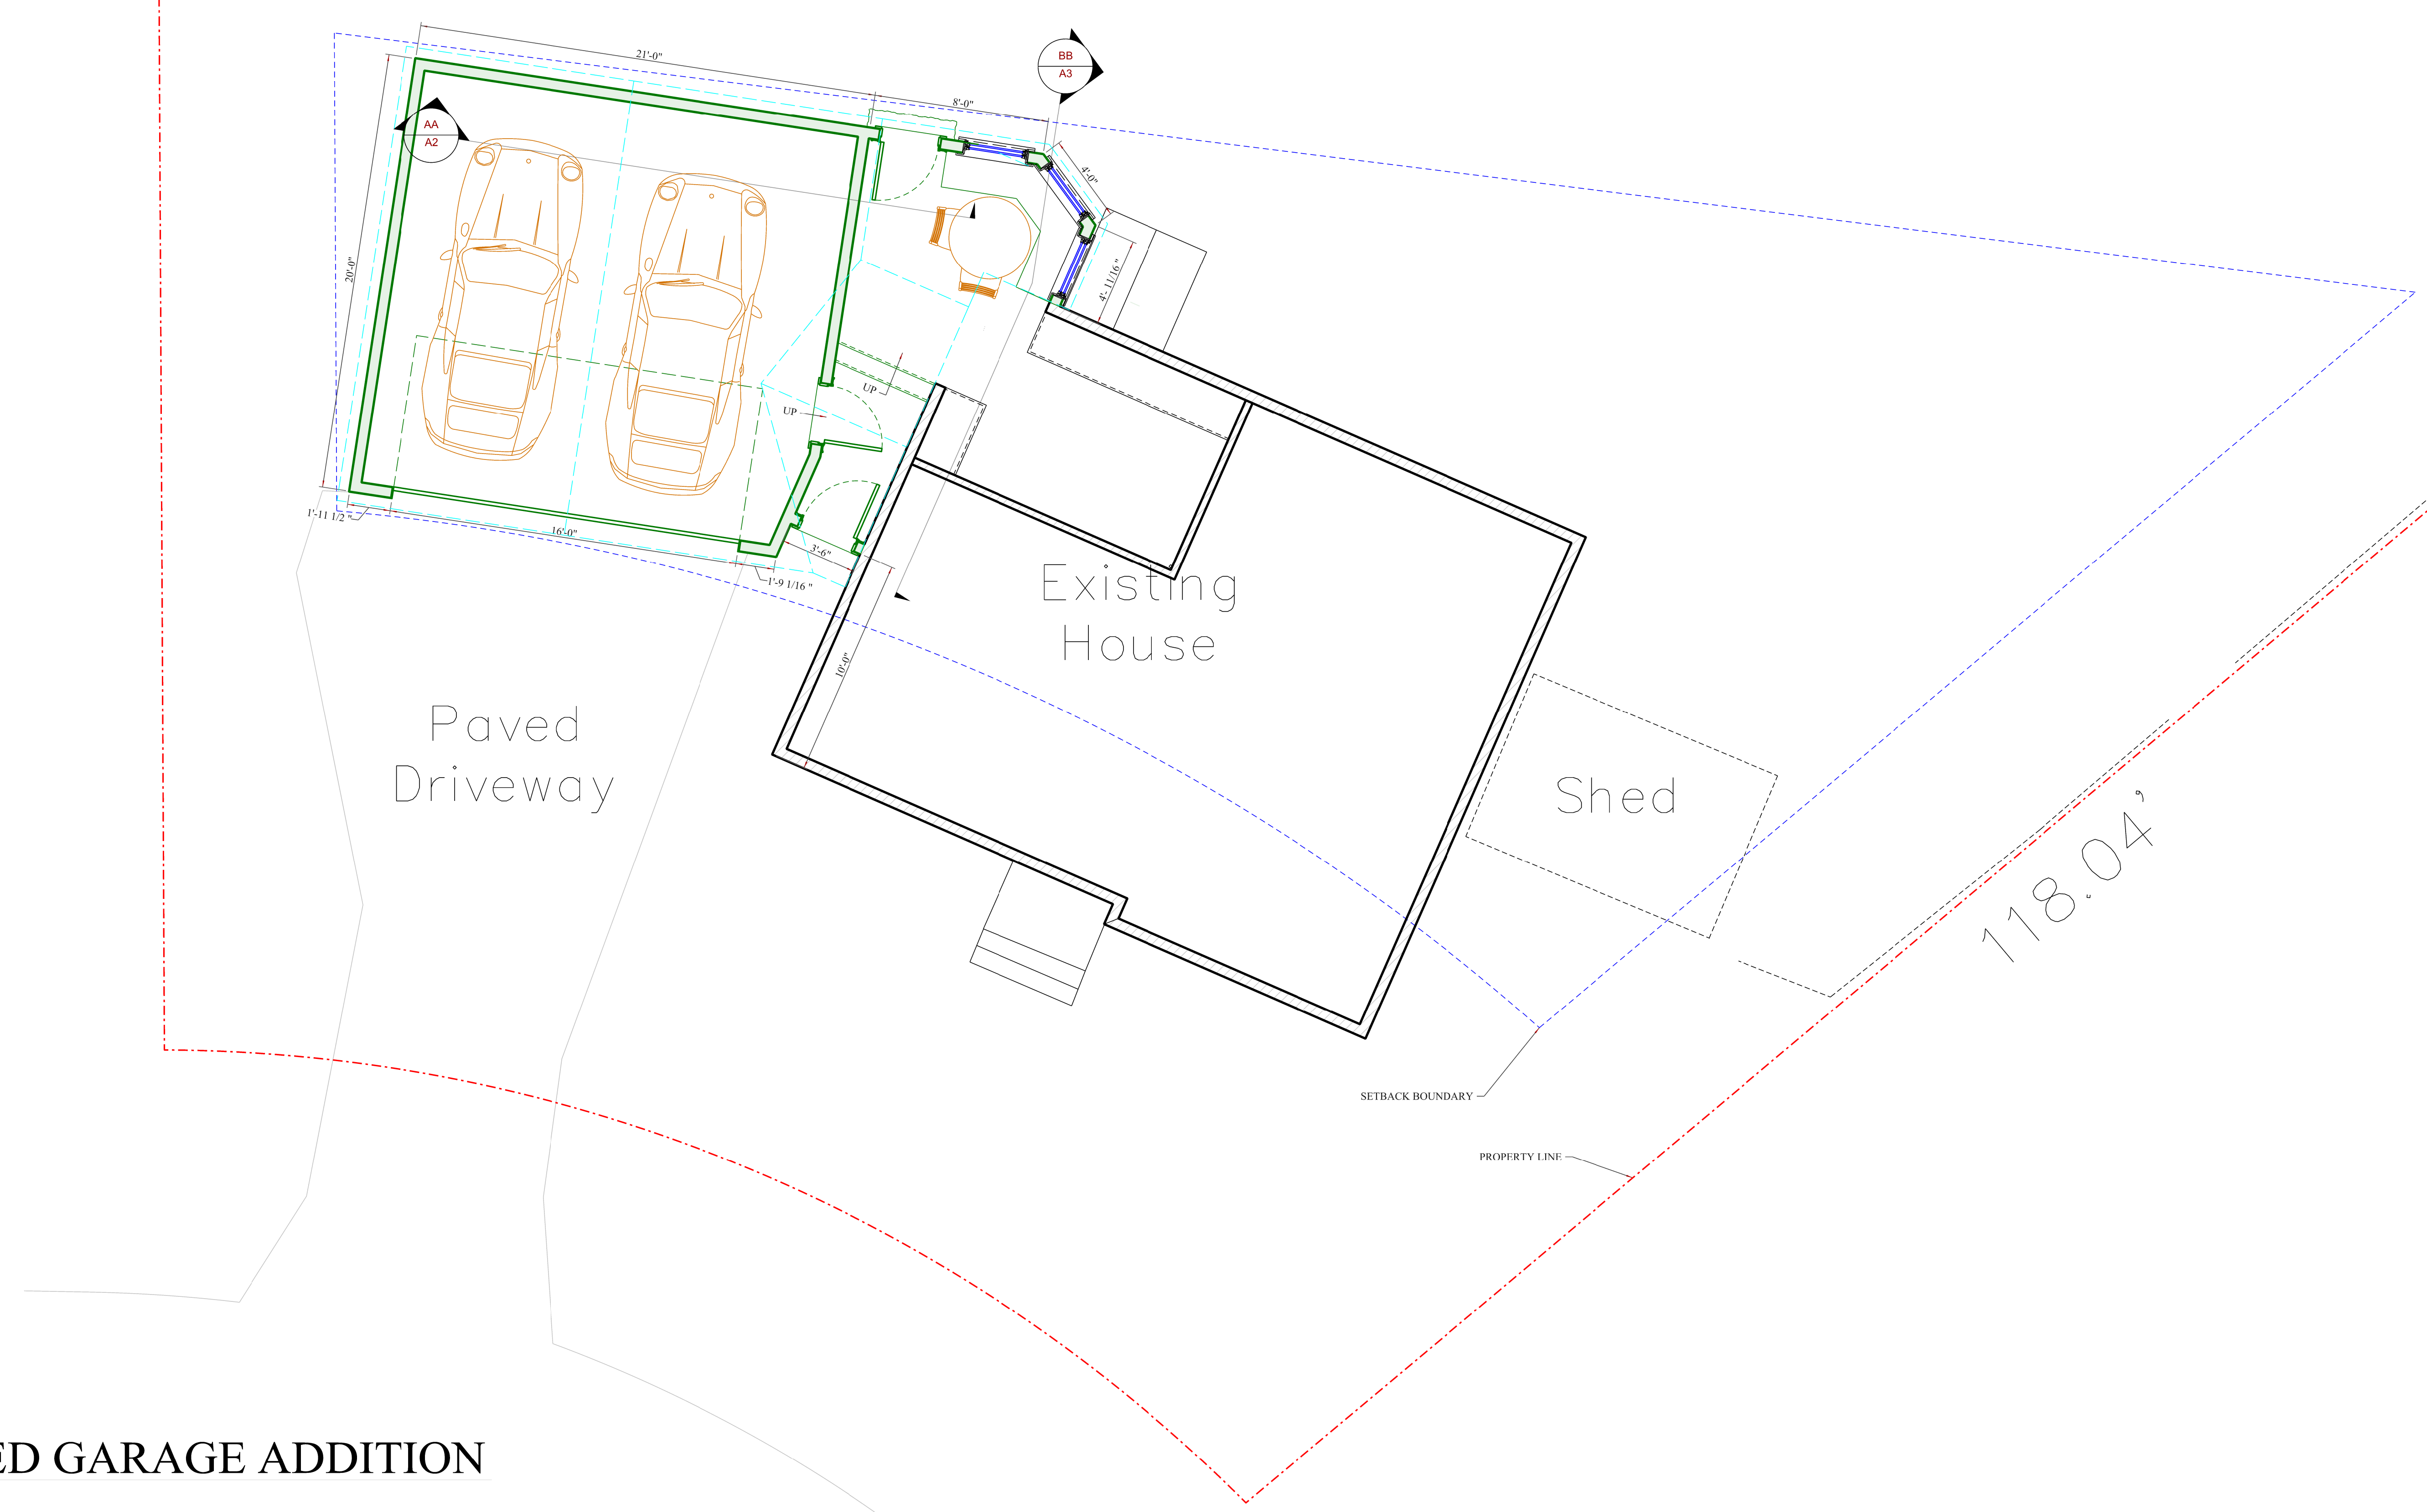 21'-0"
8'-0"
BB
A3
AA
A2
4'-0"
20'-0"
4'- 11/16 "
UP
UP
1'-11 1/2 "
16'-0"
3'-6"
1'-9 1/16 "
10'-0"
Existing
House
Paved
Driveway
Shed
118.04'
SETBACK BOUNDARY
PROPERTY LINE
ED GARAGE ADDITION